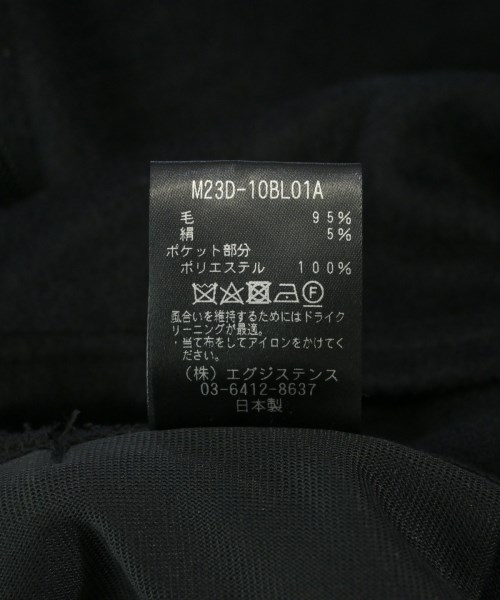 M23D-10BL01A
毛 95%
絹 5%
ポケット部分
ポリエステル 100%
F
風合いを維持するためにはドライク
リーニングが最適。
・当て布をしてアイロンをかけてく
ださい。
(株)エグジステンス
03-6412-8637
日本製